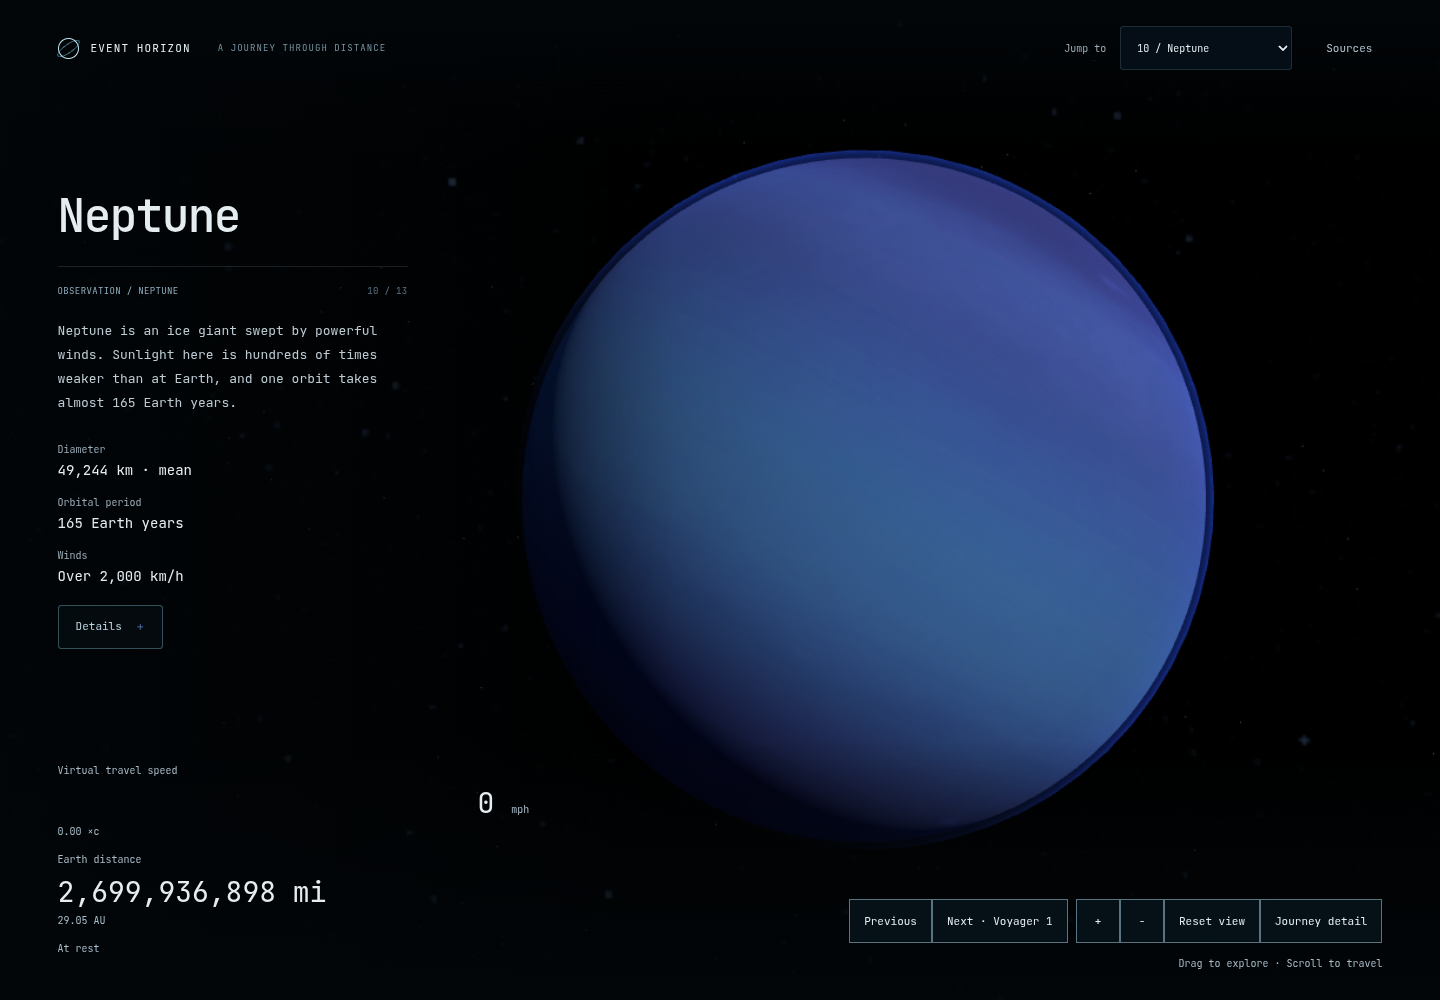 EVENT HORIZON
A JOURNEY THROUGH DISTANCE
Jump to
10 / Neptune
Sources
Neptune
OBSERVATION / NEPTUNE
10 / 13
Neptune is an ice giant swept by powerful
winds. Sunlight here is hundreds of times
weaker than at Earth, and one orbit takes
almost 165 Earth years.
Diameter
49,244 km · mean
Orbital period
165 Earth years
Winds
Over 2,000 km/h
Details +
Virtual travel speed
0 mph
0.00 ×c
Earth distance
2,699,936,898 mi
29.05 AU
At rest
Previous
Next · Voyager 1
+
-
Reset view
Journey detail
Drag to explore · Scroll to travel